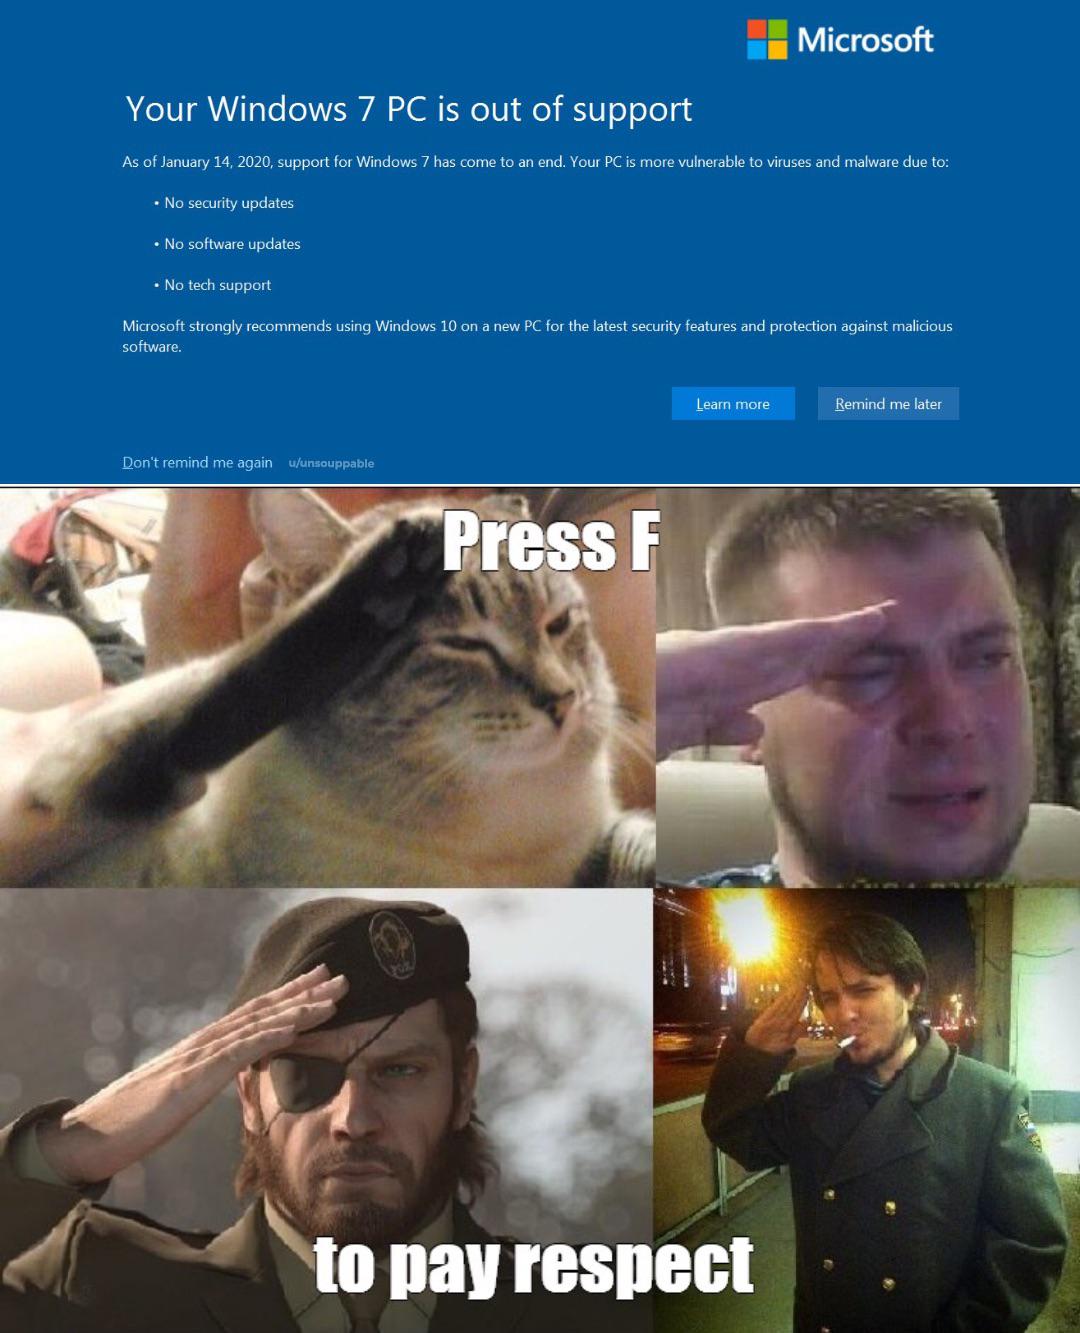 Microsoft
Your Windows 7 PC is out of support
As of January 14, 2020, support for Windows 7 has come to an end. Your PC is more vulnerable to viruses and malware due to:
• No security updates
• No software updates
• No tech support
Microsoft strongly recommends using Windows 10 on a new PC for the latest security features and protection against malicious
software.
Learn more
Remind me later
Don't remind me again
u/unsouppable
Press F
to pay respect